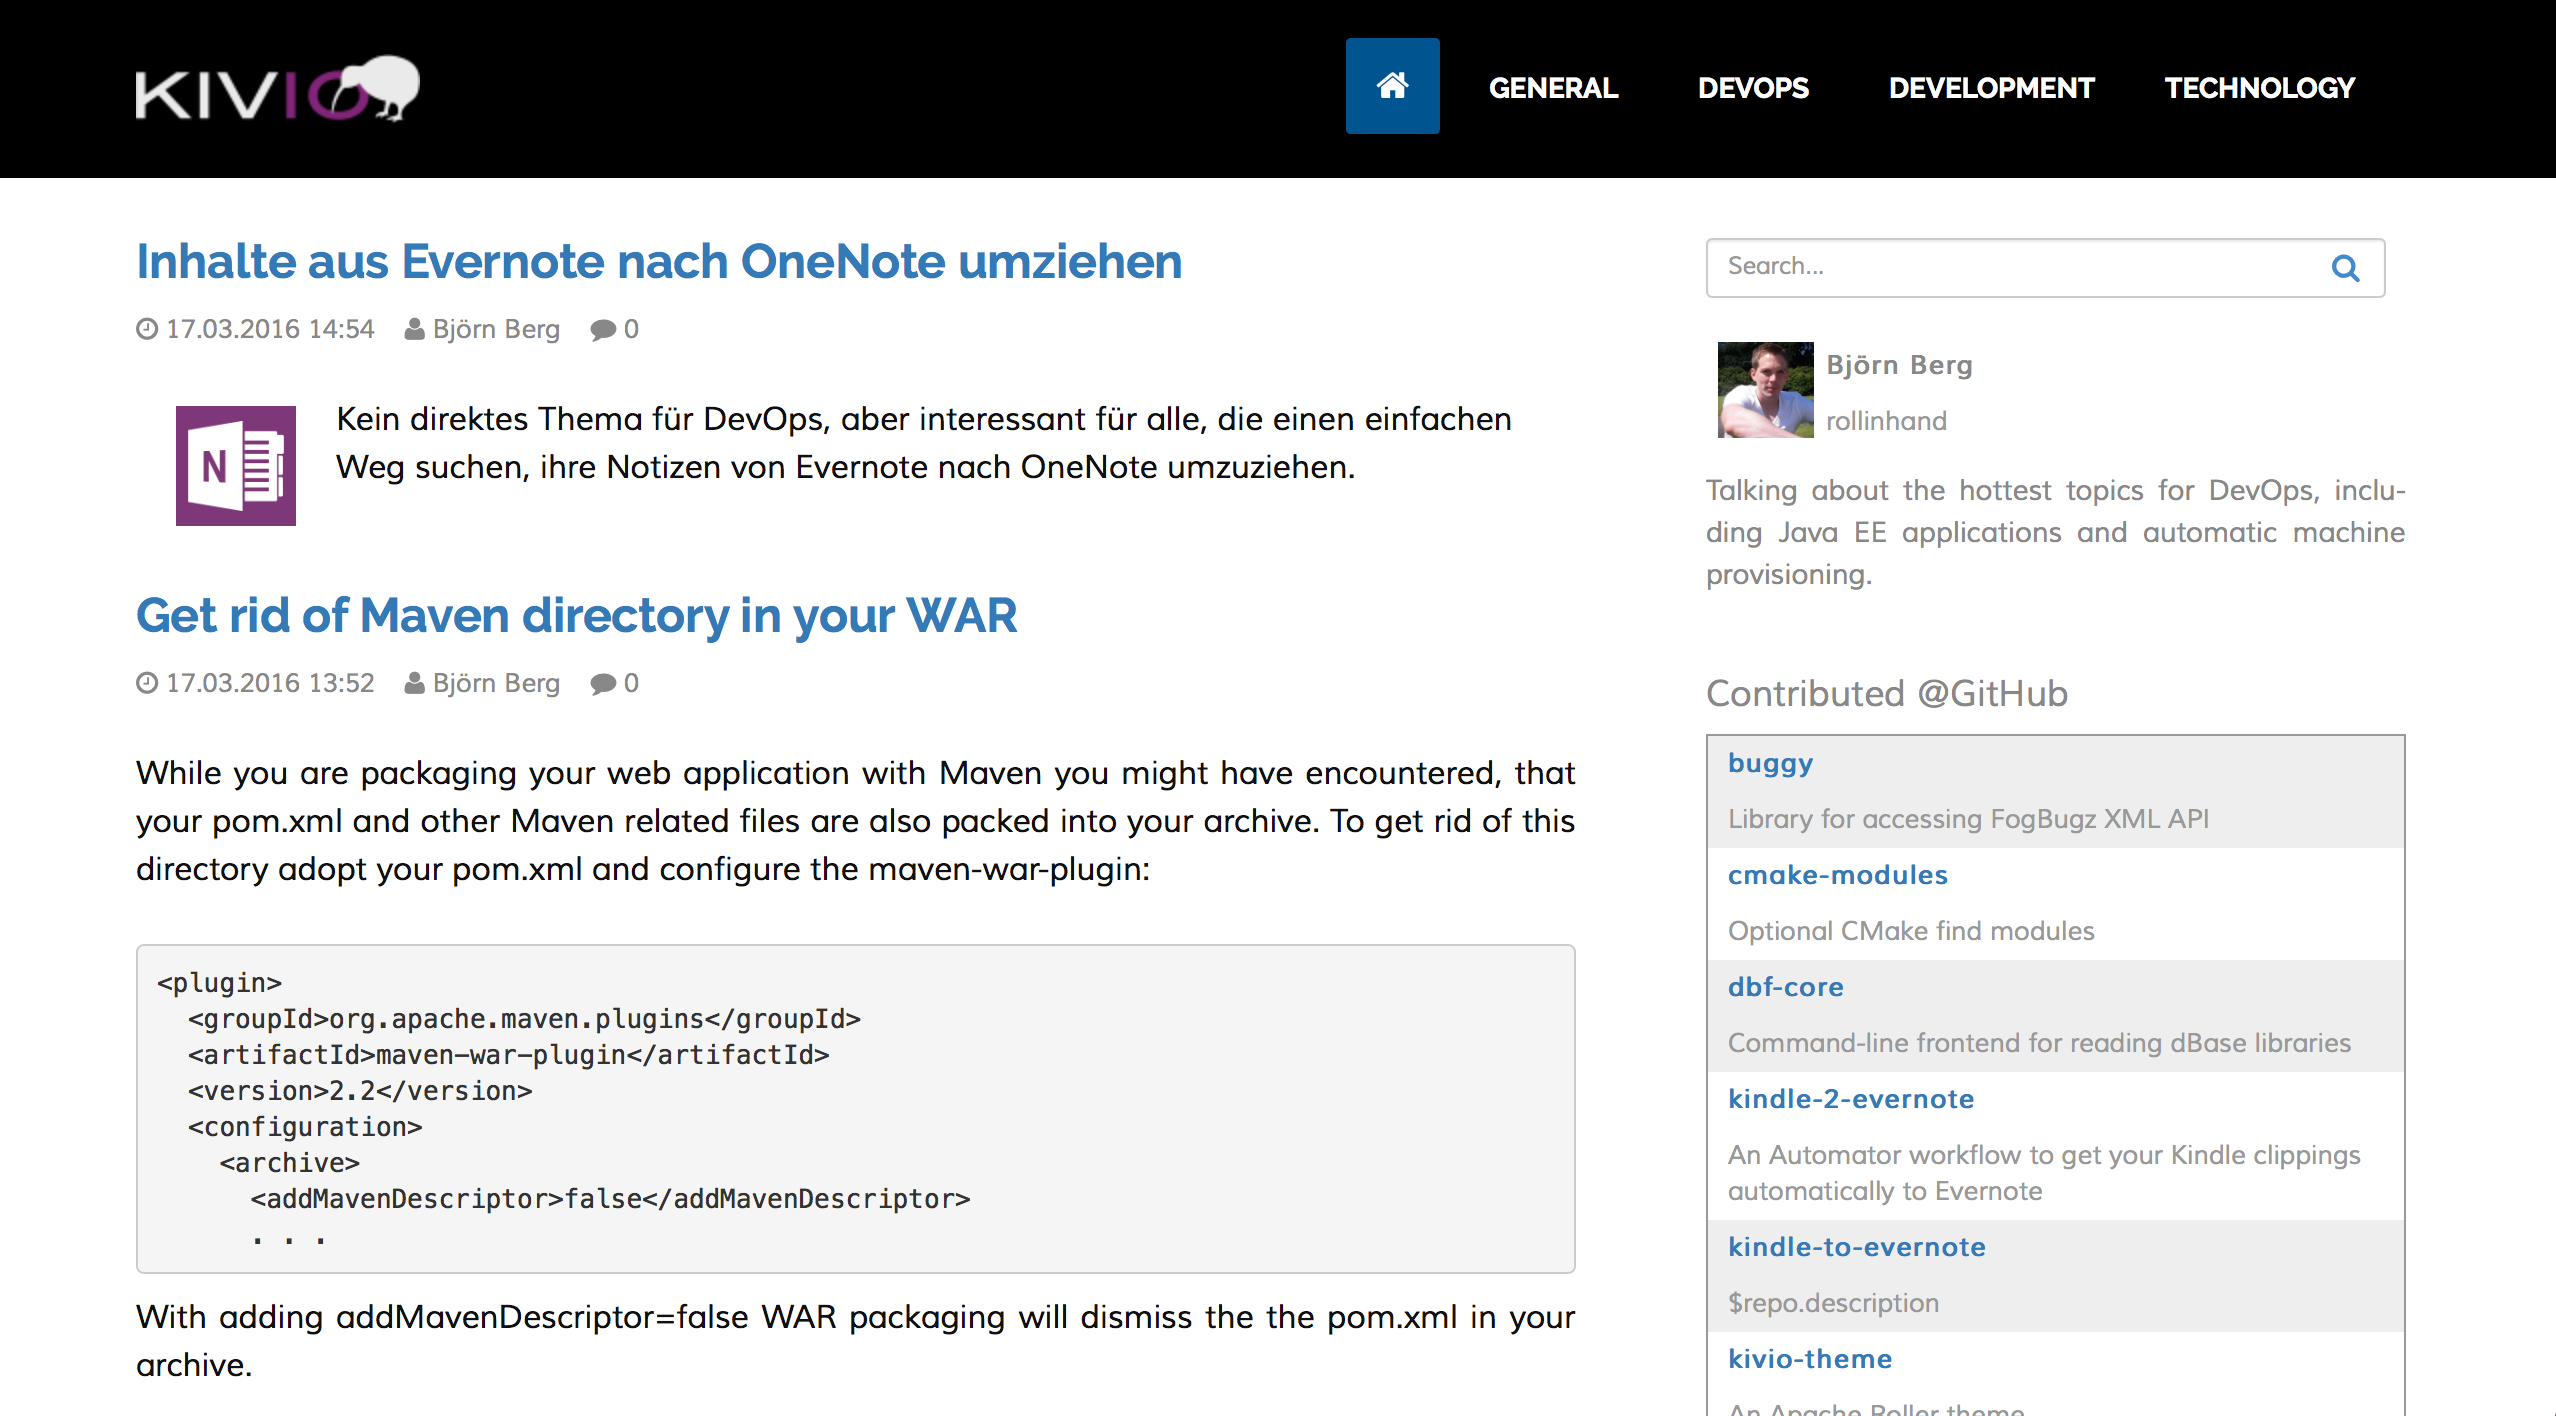 KIVIO
GENERAL
DEVOPS
DEVELOPMENT
TECHNOLOGY
Inhalte aus Evernote nach OneNote umziehen
17.03.2016 14:54 Björn Berg 0
N
Kein direktes Thema für DevOps, aber interessant für alle, die einen einfachen
Weg suchen, ihre Notizen von Evernote nach OneNote umzuziehen.
Get rid of Maven directory in your WAR
17.03.2016 13:52 Björn Berg 0
While you are packaging your web application with Maven you might have encountered, that
your pom.xml and other Maven related files are also packed into your archive. To get rid of this
directory adopt your pom.xml and configure the maven-war-plugin:
<plugin>
  <groupId>org.apache.maven.plugins</groupId>
  <artifactId>maven-war-plugin</artifactId>
  <version>2.2</version>
  <configuration>
    <archive>
      <addMavenDescriptor>false</addMavenDescriptor>
      . . .
With adding addMavenDescriptor=false WAR packaging will dismiss the the pom.xml in your
archive.
Search...
Björn Berg
rollinhand
Talking about the hottest topics for DevOps, inclu-
ding Java EE applications and automatic machine
provisioning.
Contributed @GitHub
buggy
Library for accessing FogBugz XML API
cmake-modules
Optional CMake find modules
dbf-core
Command-line frontend for reading dBase libraries
kindle-2-evernote
An Automator workflow to get your Kindle clippings
automatically to Evernote
kindle-to-evernote
$repo.description
kivio-theme
An Apache Roller theme